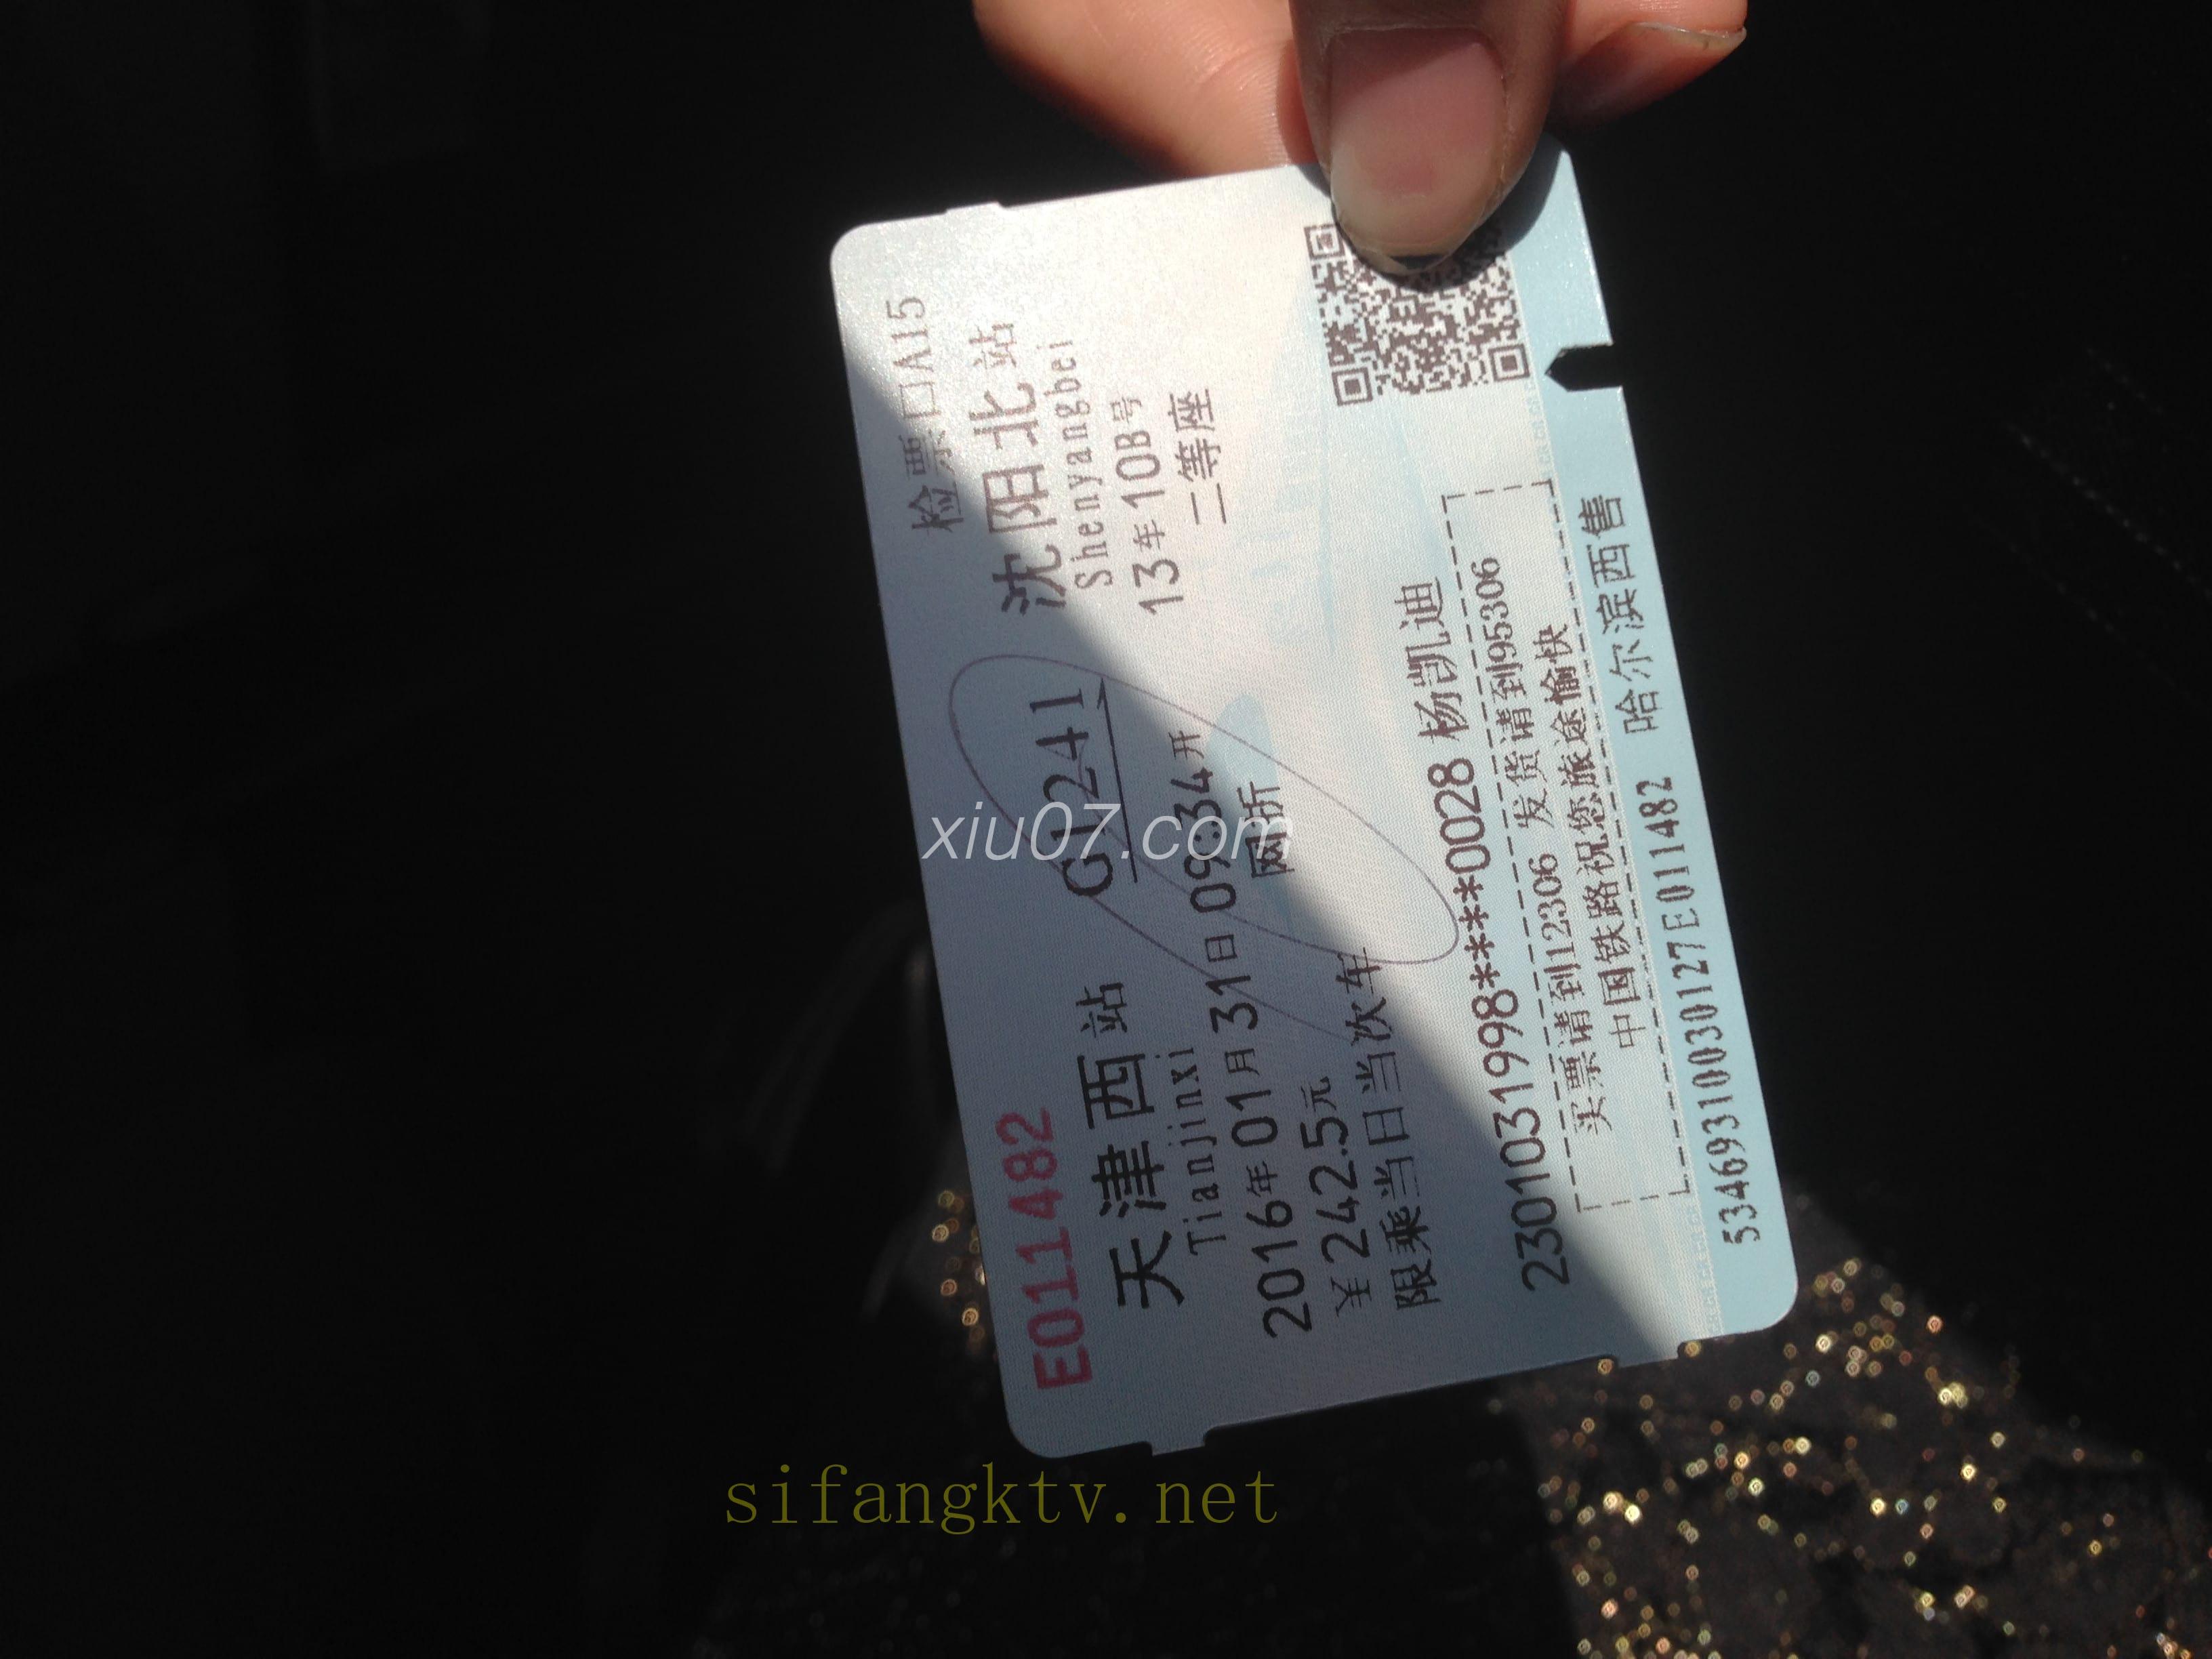 E011482
检票口A15
天津西站
G1241
沈阳北站
Tianjinxi
Shenyangbei
2016年01月31日09:34开
13车10B号
¥242.5元
网折
二等座
限乘当日当次车
2301031998****0028 杨凯迪
买票请到12306 发货请到95306
中国铁路祝您旅途愉快
53469310030127E011482 哈尔滨西售
xiu07.com
sifangktv.net